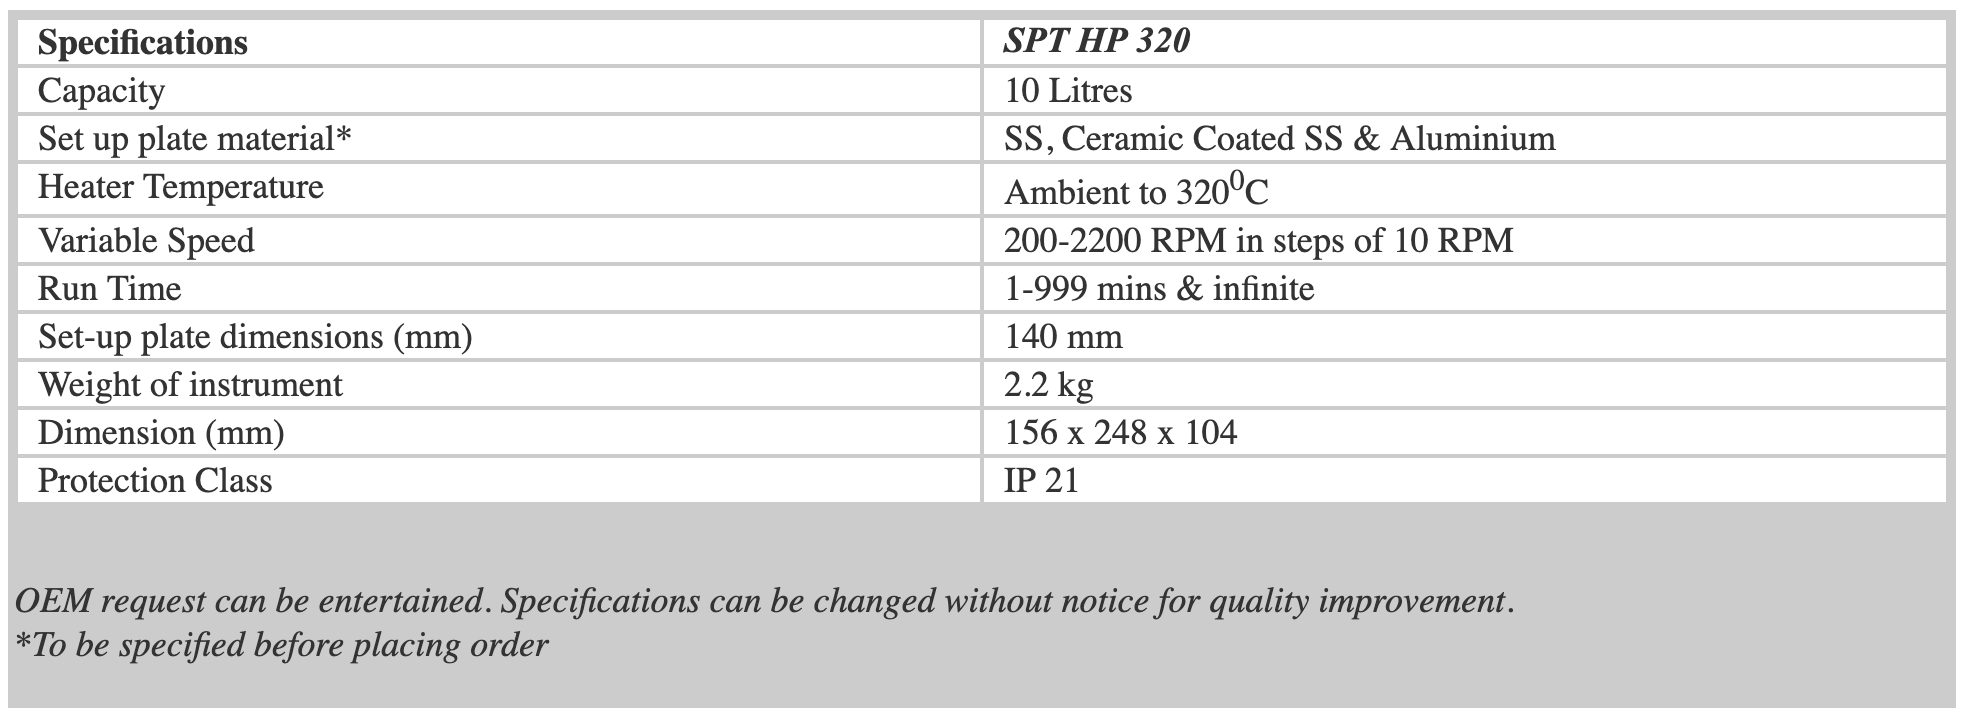 Specifications SPT HP 320
Capacity 10 Litres
Set up plate material* SS, Ceramic Coated SS & Aluminium
Heater Temperature Ambient to 320⁰C
Variable Speed 200-2200 RPM in steps of 10 RPM
Run Time 1-999 mins & infinite
Set-up plate dimensions (mm) 140 mm
Weight of instrument 2.2 kg
Dimension (mm) 156 x 248 x 104
Protection Class IP 21
OEM request can be entertained. Specifications can be changed without notice for quality improvement.
*To be specified before placing order